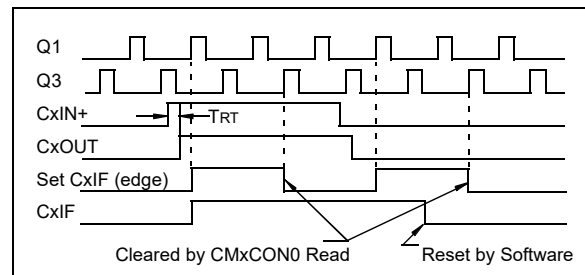 Q1
Q3
CxIN+
TRT
CxOUT
Set CxIF (edge)
CxIF
Cleared by CMxCON0 Read
Reset by Software